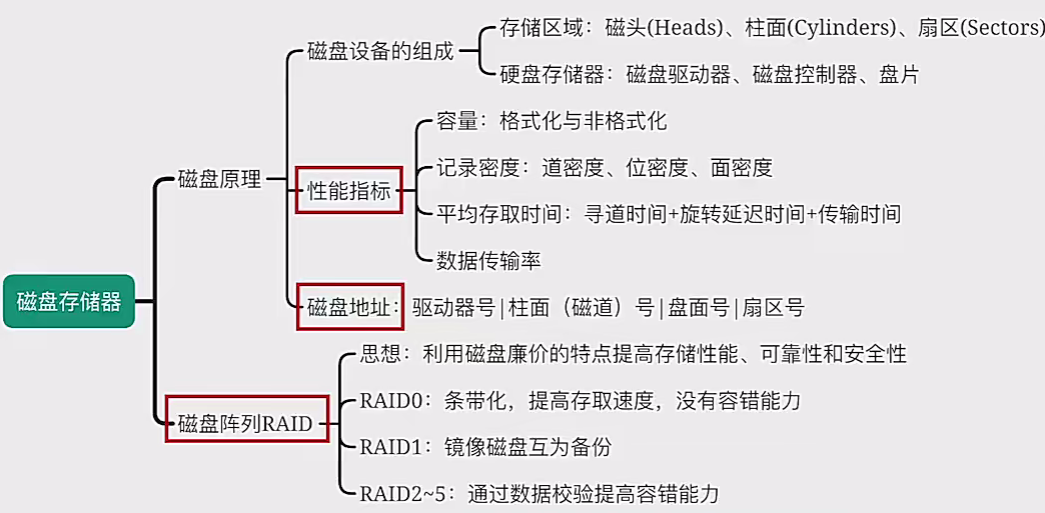 存储区域：磁头(Heads)、柱面(Cylinders)、扇区(Sectors)
磁盘设备的组成
硬盘存储器：磁盘驱动器、磁盘控制器、盘片
容量：格式化与非格式化
记录密度：道密度、位密度、面密度
磁盘原理
性能指标
平均存取时间：寻道时间+旋转延迟时间+传输时间
数据传输率
磁盘存储器
磁盘地址：驱动器号|柱面（磁道）号|盘面号|扇区号
思想：利用磁盘廉价的特点提高存储性能、可靠性和安全性
RAID0：条带化，提高存取速度，没有容错能力
磁盘阵列RAID
RAID1：镜像磁盘互为备份
RAID2~5：通过数据校验提高容错能力